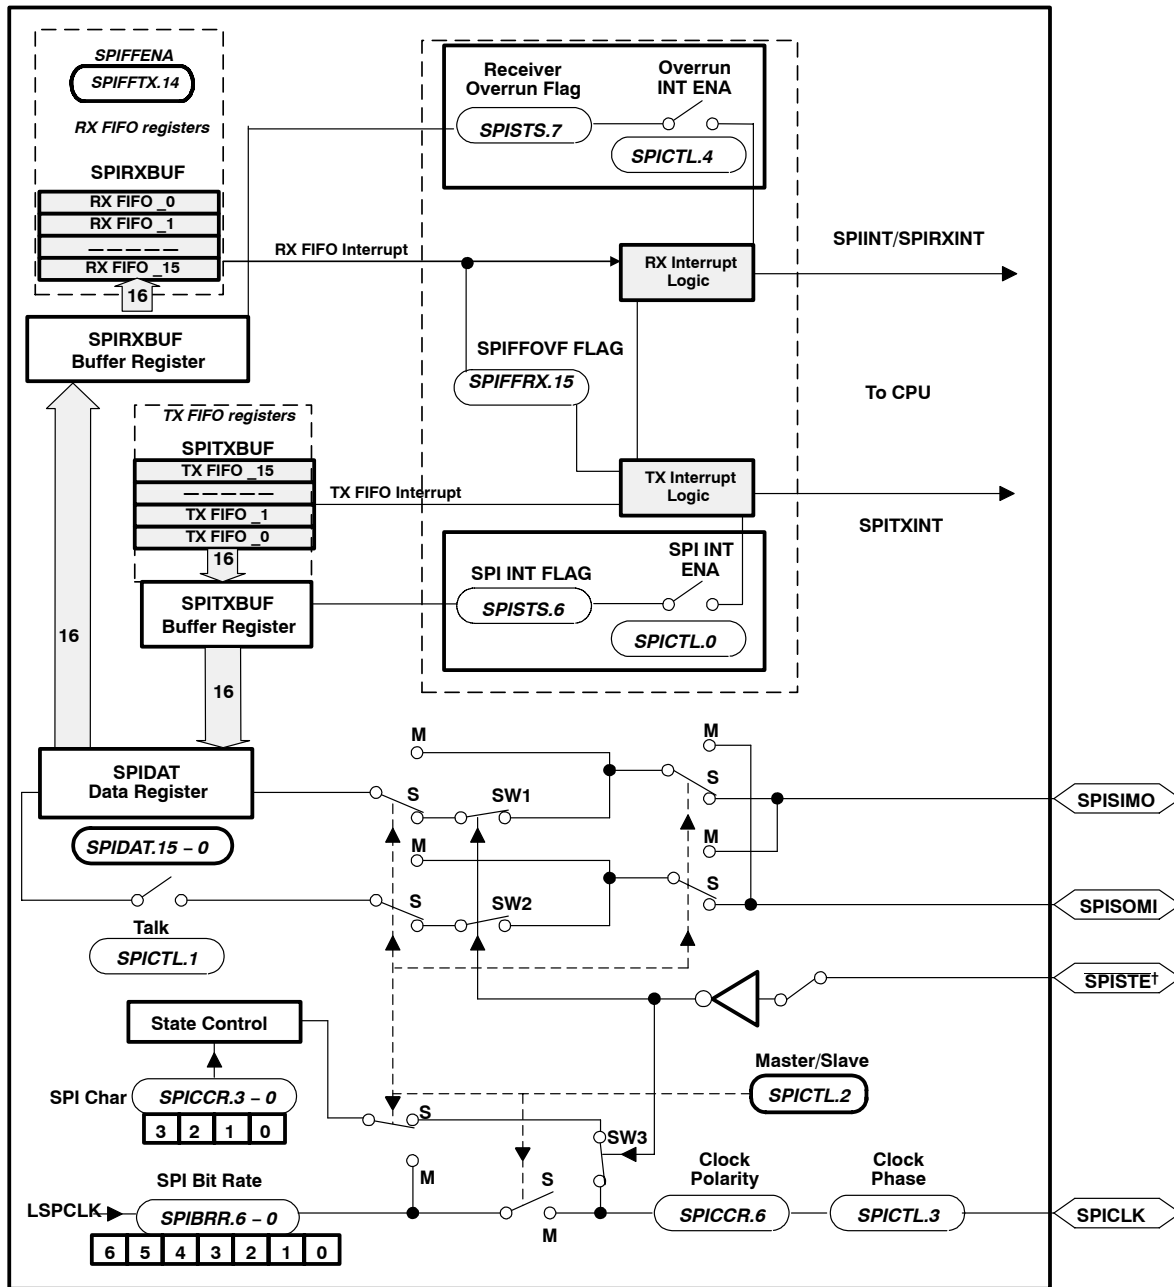 SPIFFENA
SPIFFTX.14
RX FIFO registers
SPIRXBUF
RX FIFO _0
RX FIFO _1
— — — — —
RX FIFO _15
16
SPIRXBUF
Buffer Register
Receiver
Overrun Flag
SPISTS.7
Overrun
INT ENA
SPICTL.4
RX FIFO Interrupt
RX Interrupt
Logic
SPIINT/SPIRXINT
SPIFFOVF FLAG
SPIFFRX.15
To CPU
TX FIFO registers
SPITXBUF
TX FIFO _15
— — — — —
TX FIFO _1
TX FIFO _0
16
TX FIFO Interrupt
TX Interrupt
Logic
SPITXINT
SPITXBUF
Buffer Register
SPI INT FLAG
SPISTS.6
SPI INT
ENA
SPICTL.0
16
16
SPIDAT
Data Register
SPIDAT.15 – 0
M
S
SW1
M
S
SW2
M
S
M
S
SPISIMO
SPISOMI
SPISTE†
Talk
SPICTL.1
State Control
SPI Char
SPICCR.3 – 0
3 2 1 0
Master/Slave
SPICTL.2
S
M
SW3
S
M
SPI Bit Rate
LSPCLK
SPIBRR.6 – 0
6 5 4 3 2 1 0
Clock
Polarity
SPICCR.6
Clock
Phase
SPICTL.3
SPICLK